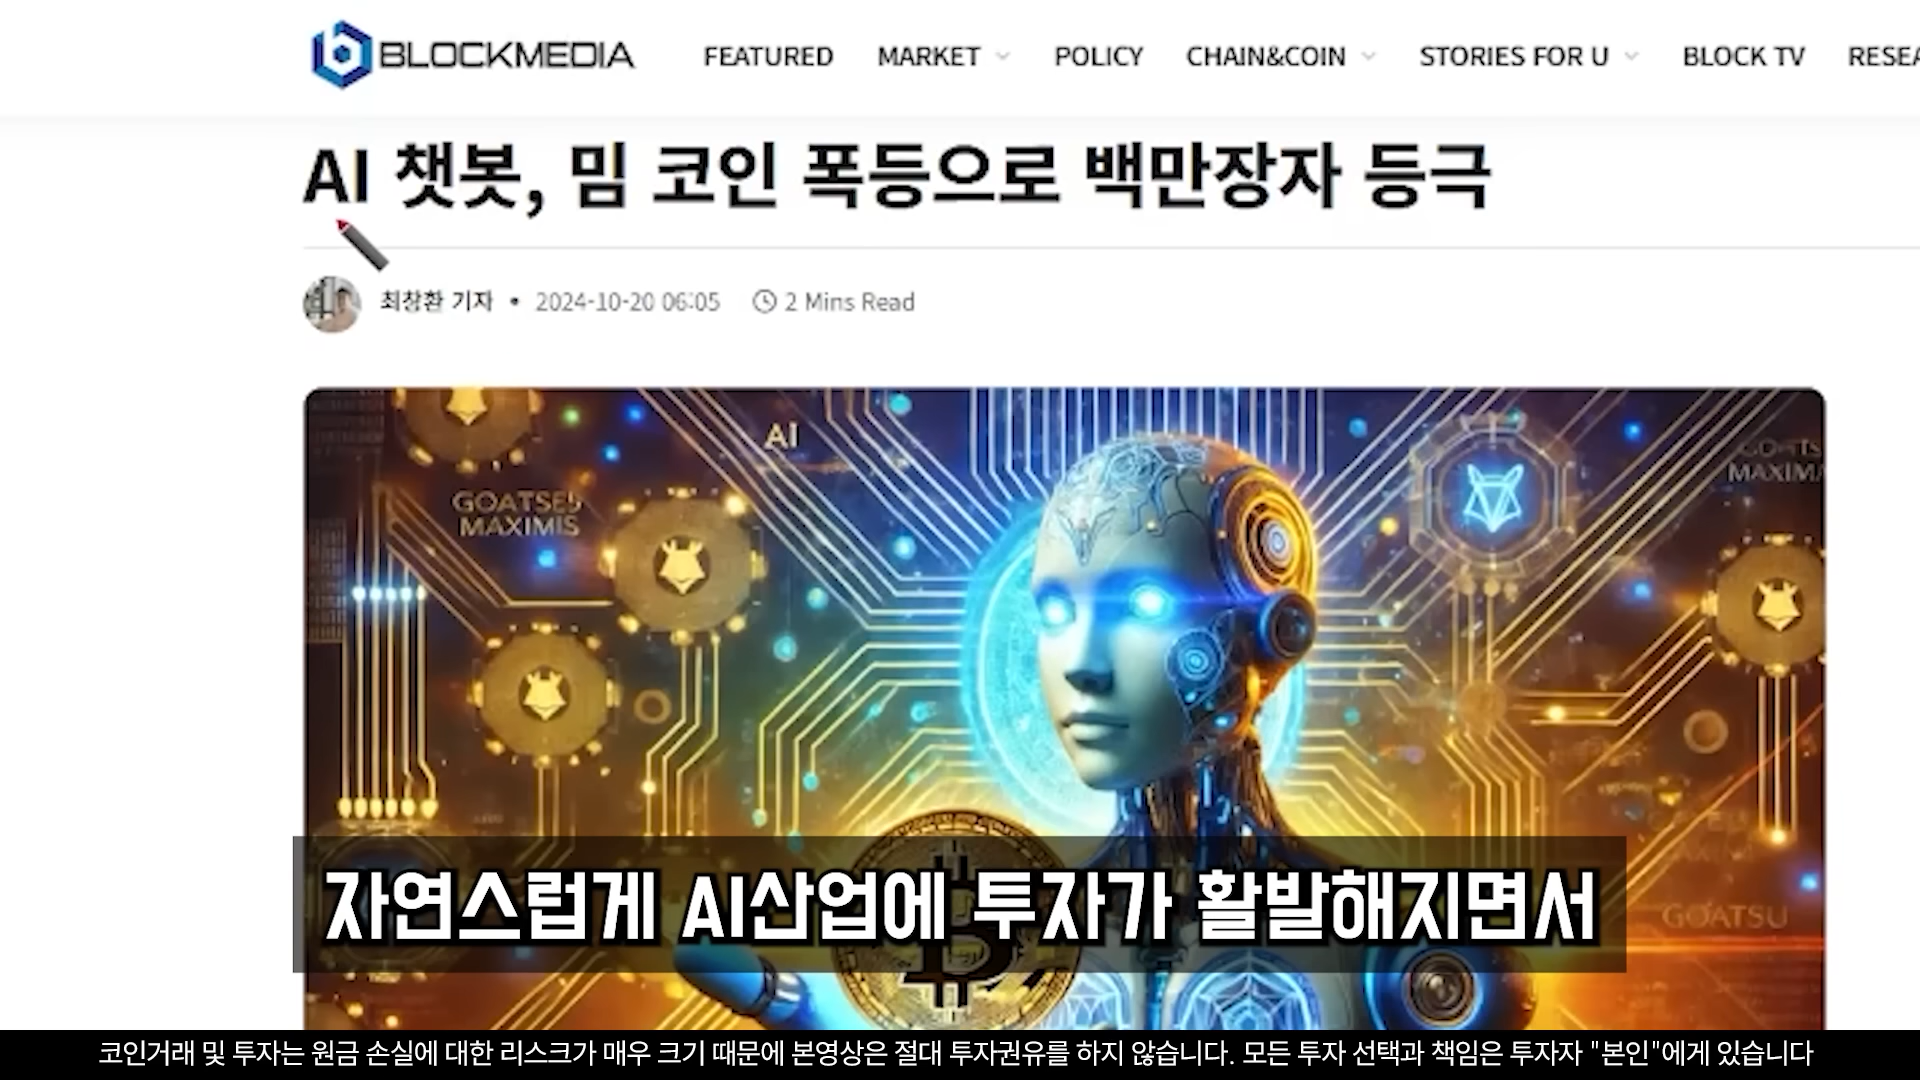 BLOCKMEDIA FEATURED MARKET POLICY CHAIN&COIN STORIES FOR U BLOCK TV
AI 챗봇, 밈 코인 폭등으로 백만장자 등극
최창환 기자 • 2024-10-20 06:05 2 Mins Read
AI
GOATSE
MAXIMIS
GOATSU
자연스럽게 AI산업에 투자가 활발해지면서
코인거래 및 투자는 원금 손실에 대한 리스크가 매우 크기 때문에 본영상은 절대 투자권유를 하지 않습니다. 모든 투자 선택과 책임은 투자자 "본인"에게 있습니다